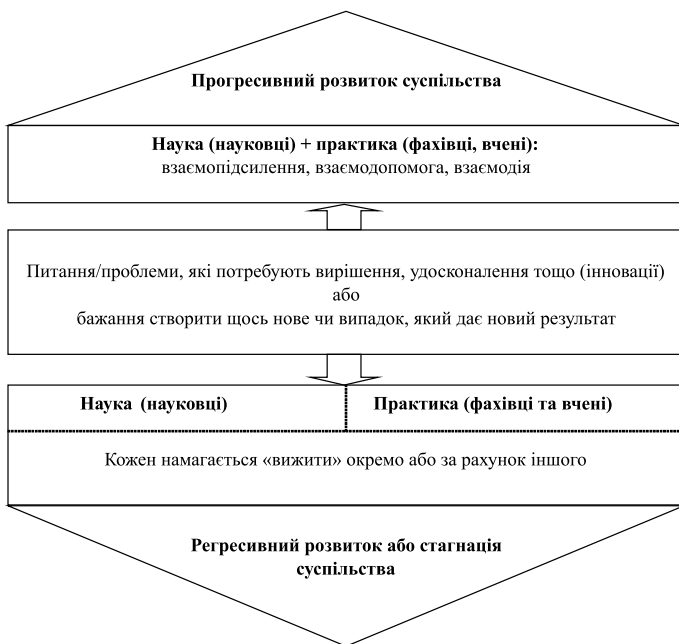 Прогресивний розвиток суспільства
Наука (науковці) + практика (фахівці, вчені):
взаємопідсилення, взаємодопомога, взаємодія
Питання/проблеми, які потребують вирішення, удосконалення тощо (інновації)
або
бажання створити щось нове чи випадок, який дає новий результат
Наука (науковці)
Практика (фахівці та вчені)
Кожен намагається «вижити» окремо або за рахунок іншого
Регресивний розвиток або стагнація
суспільства